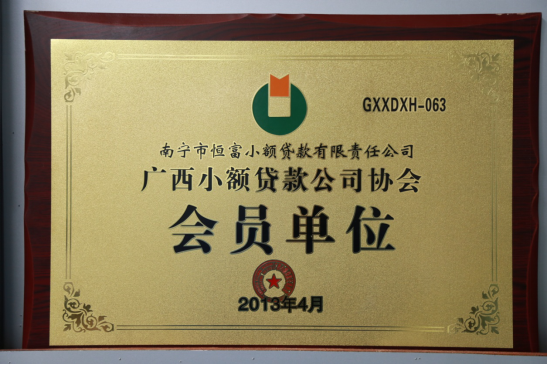 GXXDXH-063
南宁市恒富小额贷款有限责任公司
广西小额贷款公司协会
会员单位
2013年4月